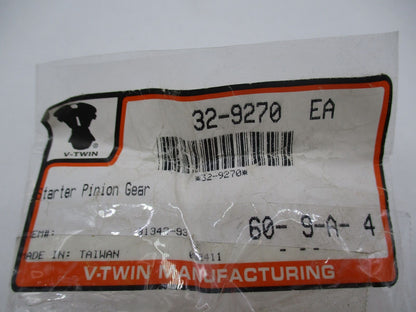 32-9270 EA
V-TWIN
®
*32-9270*
Starter Pinion Gear
60- 9-A- 4
MADE IN: TAIWAN
V-TWIN MANUFACTURING